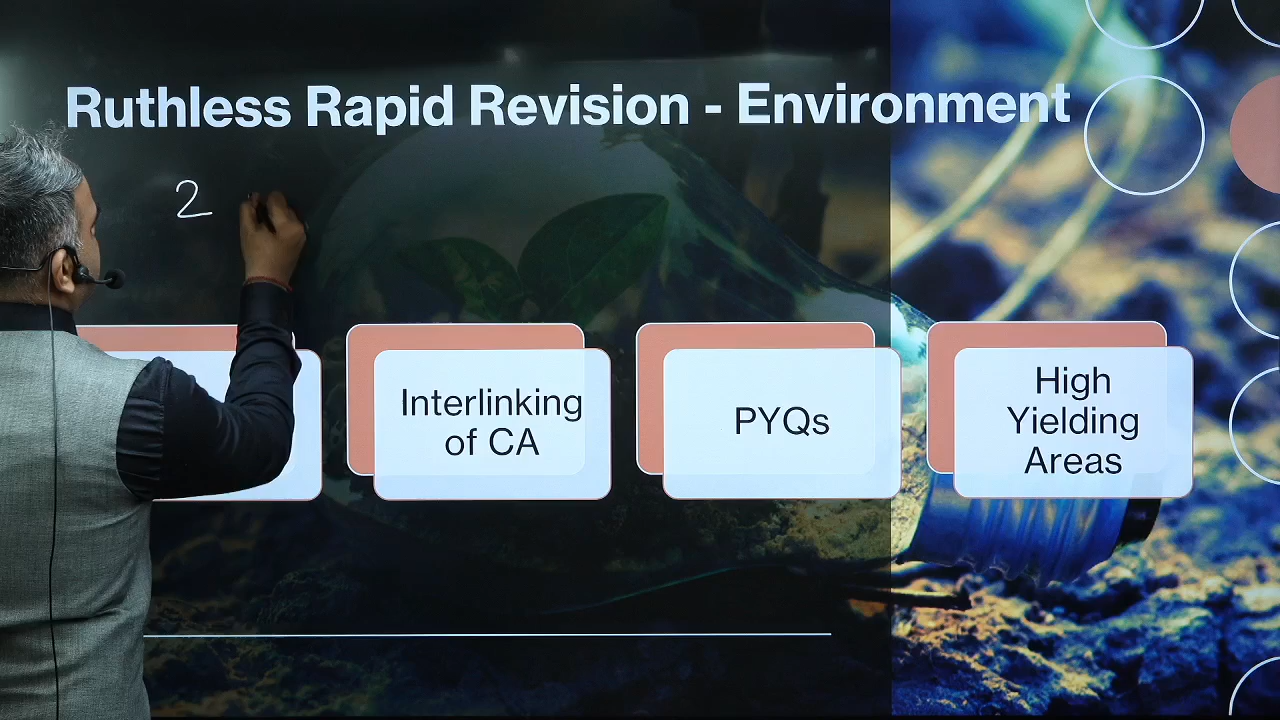 Ruthless Rapid Revision - Environment
2
Interlinking
of CA
PYQs
High
Yielding
Areas